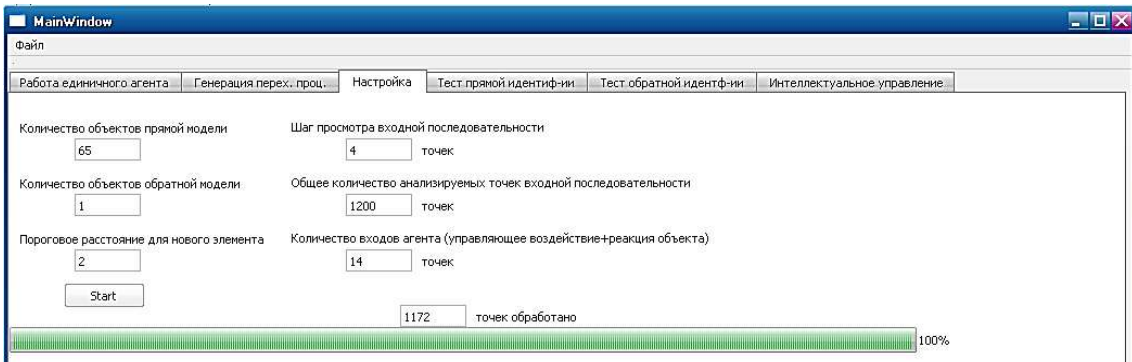 MainWindow
Файл
Работа единичного агента Генерация перех. проц. Настройка Тест прямой идентиф-ии Тест обратной идентф-ии Интеллектуальное управление
Количество объектов прямой модели Шаг просмотра входной последовательности
65 4 точек
Количество объектов обратной модели Общее количество анализируемых точек входной последовательности
1 1200 точек
Пороговое расстояние для нового элемента Количество входов агента (управляющее воздействие+реакция объекта)
2 14 точек
Start
1172 точек обработано
100%